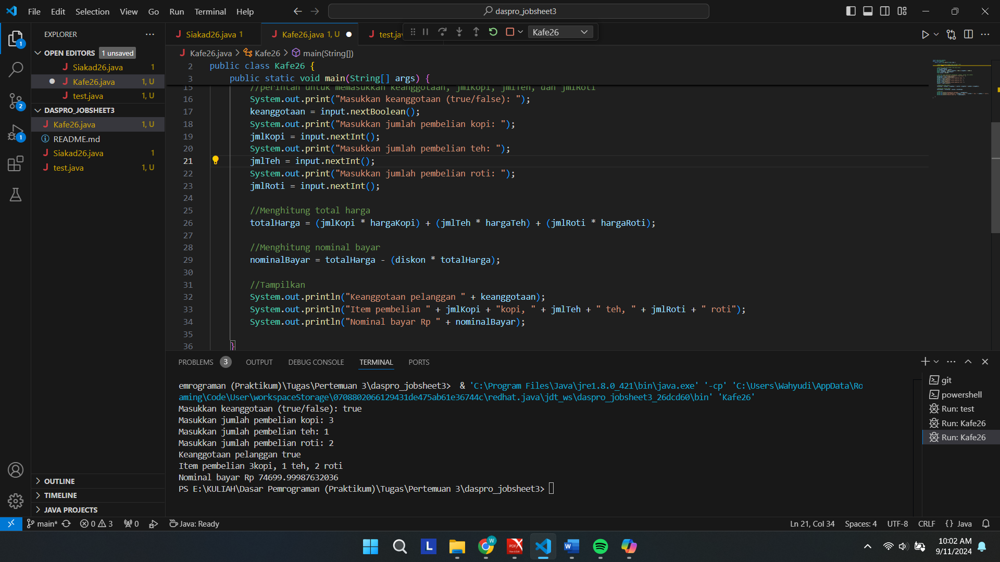 File Edit Selection View Go Run Terminal Help
daspro_jobsheet3
EXPLORER
OPEN EDITORS 1 unsaved
Siakad26.java 1
Kafe26.java 1, U
test.java 1, U
DASPRO_JOBSHEET3
Kafe26.java 1, U
README.md
Siakad26.java 1
test.java 1, U
OUTLINE
TIMELINE
JAVA PROJECTS
1
2
1
Siakad26.java 1
Kafe26.java 1, U
test.jav
Kafe26
Kafe26.java > Kafe26 > main(String[])
2 public class Kafe26 {
3 public static void main(String[] args) {
15 //perintah untuk memasukkan keanggotaan, jmlKopi, jmlTeh, dan jmlRoti
16 System.out.print("Masukkan keanggotaan (true/false): ");
17 keanggotaan = input.nextBoolean();
18 System.out.print("Masukkan jumlah pembelian kopi: ");
19 jmlKopi = input.nextInt();
20 System.out.print("Masukkan jumlah pembelian teh: ");
21 jmlTeh = input.nextInt();
22 System.out.print("Masukkan jumlah pembelian roti: ");
23 jmlRoti = input.nextInt();
24
25 //Menghitung total harga
26 totalHarga = (jmlKopi * hargaKopi) + (jmlTeh * hargaTeh) + (jmlRoti * hargaRoti);
27
28 //Menghitung nominal bayar
29 nominalBayar = totalHarga - (diskon * totalHarga);
30
31 //Tampilkan
32 System.out.println("Keanggotaan pelanggan " + keanggotaan);
33 System.out.println("Item pembelian " + jmlKopi + "kopi, " + jmlTeh + " teh, " + jmlRoti + " roti");
34 System.out.println("Nominal bayar Rp " + nominalBayar);
35
36 }
PROBLEMS 3 OUTPUT DEBUG CONSOLE TERMINAL PORTS
emrograman (Praktikum)\Tugas\Pertemuan 3\daspro_jobsheet3> & 'C:\Program Files\Java\jre1.8.0_421\bin\java.exe' '-cp' 'C:\Users\Wahyudi\AppData\Ro
aming\Code\User\workspaceStorage\0708802066129431de475ab61e36744c\redhat.java\jdt_ws\daspro_jobsheet3_26dcd60\bin' 'Kafe26'
Masukkan keanggotaan (true/false): true
Masukkan jumlah pembelian kopi: 3
Masukkan jumlah pembelian teh: 1
Masukkan jumlah pembelian roti: 2
Keanggotaan pelanggan true
Item pembelian 3kopi, 1 teh, 2 roti
Nominal bayar Rp 74699.99987632036
PS E:\KULIAH\Dasar Pemrograman (Praktikum)\Tugas\Pertemuan 3\daspro_jobsheet3>
git
powershell
Run: test
Run: Kafe26
Run: Kafe26
main* 0 3 0 Java: Ready
Ln 21, Col 34 Spaces: 4 UTF-8 CRLF {} Java
L
W
PDF
W
10:02 AM
9/11/2024